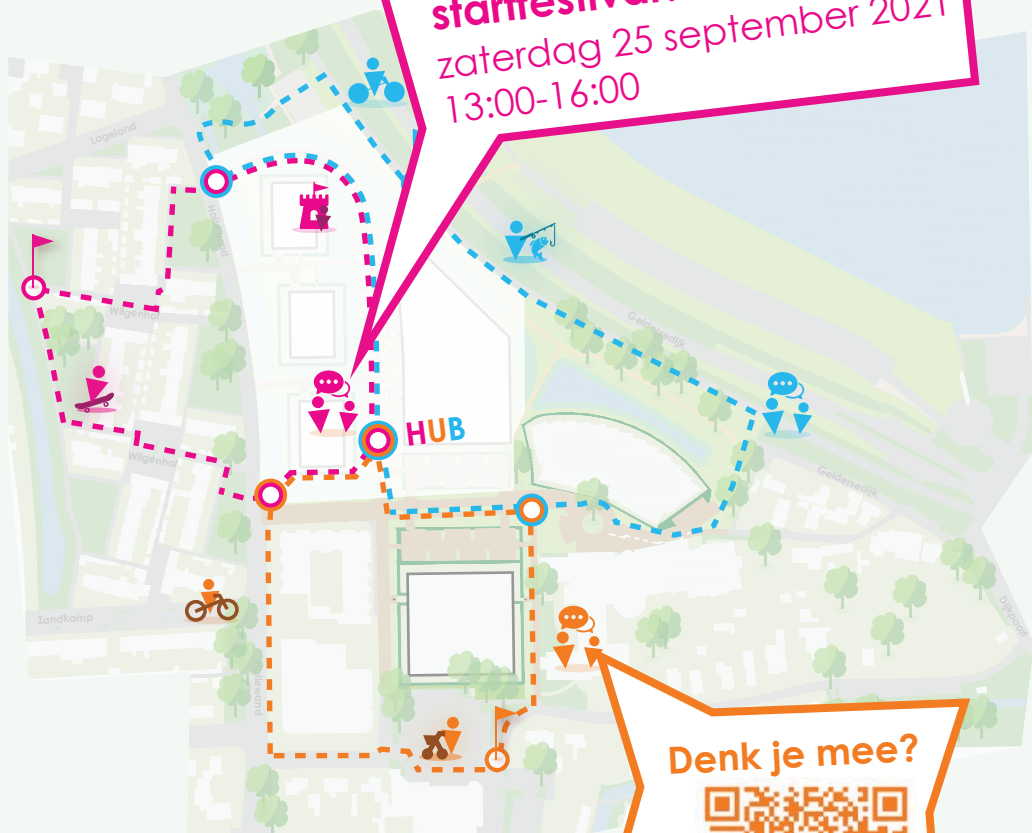 startfestival
zaterdag 25 september 2021
13:00-16:00
Lageland
Wilgenhof
Geldersedijk
HUB
Wilgenhof
Geldersedijk
Zandkamp
Dijkpoort
Denk je mee?